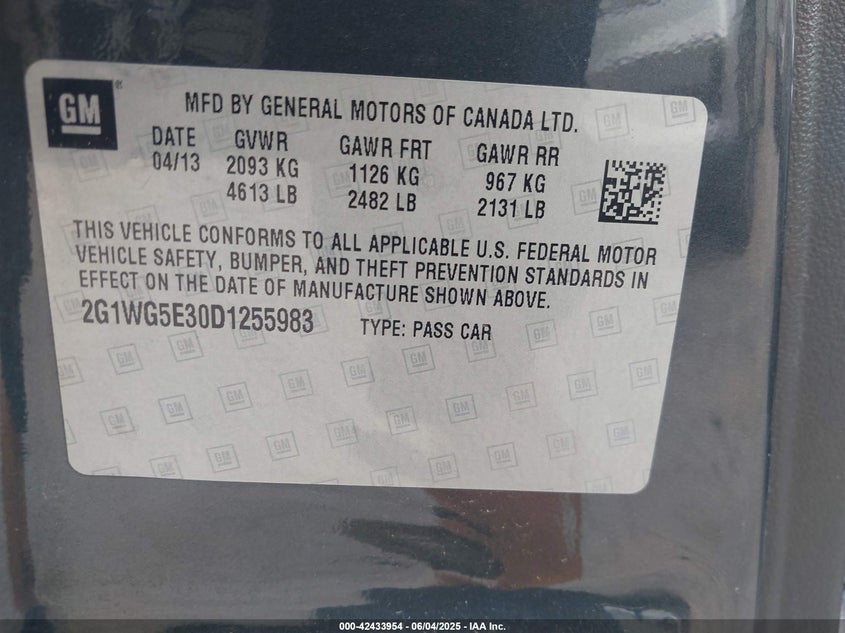 GM
MFD BY GENERAL MOTORS OF CANADA LTD.
DATE GVWR GAWR FRT GAWR RR
04/13 2093 KG 1126 KG 967 KG
4613 LB 2482 LB 2131 LB
THIS VEHICLE CONFORMS TO ALL APPLICABLE U.S. FEDERAL MOTOR
VEHICLE SAFETY, BUMPER, AND THEFT PREVENTION STANDARDS IN
EFFECT ON THE DATE OF MANUFACTURE SHOWN ABOVE.
2G1WG5E30D1255983 TYPE: PASS CAR
000-42433954 - 06/04/2025 - IAA Inc.